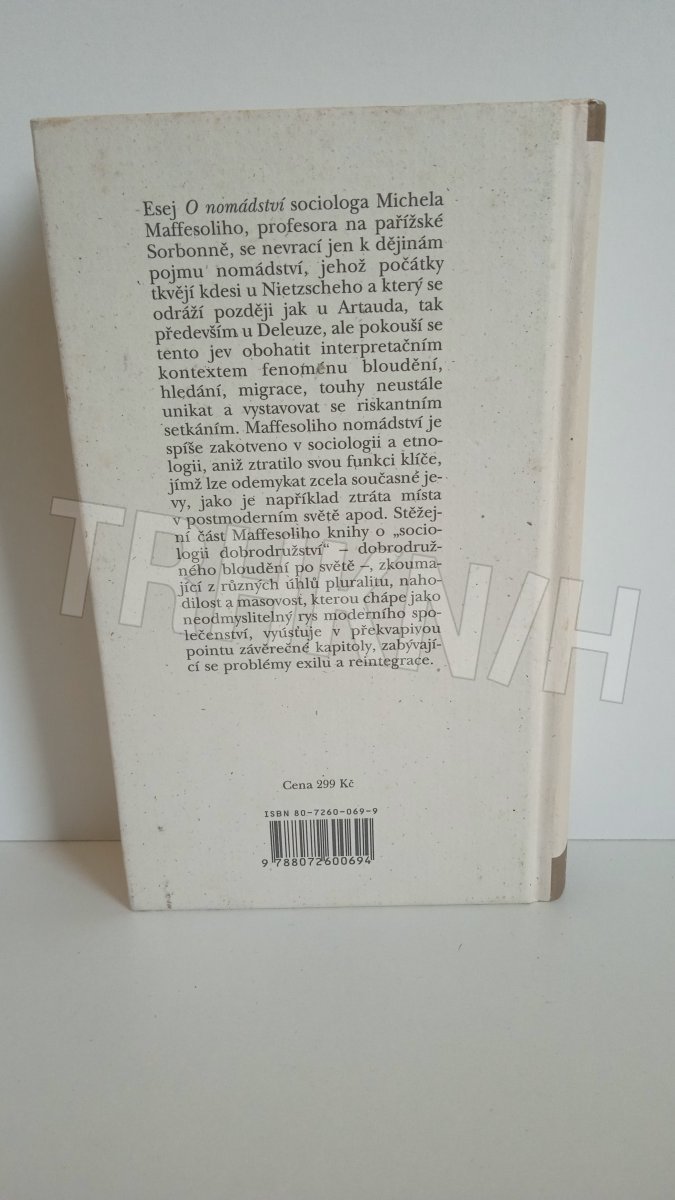 Esej O nomádství sociologa Michela
Maffesoliho, profesora na pařížské
Sorbonně, se nevrací jen k dějinám
pojmu nomádství, jehož počátky
tkvějí kdesi u Nietzscheho a který se
odráží později jak u Artauda, tak
především u Deleuze, ale pokouší se
tento jev obohatit interpretačním
kontextem fenoménu bloudění,
hledání, migrace, touhy neustále
unikat a vystavovat se riskantním
setkáním. Maffesoliho nomádství je
spíše zakotveno v sociologii a etno-
logii, aniž ztratilo svou funkci klíče,
jímž lze odemykat zcela současné je-
vy, jako je například ztráta místa
v postmoderním světě apod. Stěžej-
ní část Maffesoliho knihy o „socio-
logii dobrodružství“ – dobrodruž-
ného bloudění po světě –, zkouma-
jící z různých úhlů pluralitu, naho-
dilost a masovost, kterou chápe jako
neodmyslitelný rys moderního spo-
lečenství, vyúsťuje v překvapivou
pointu závěrečné kapitoly, zabývají-
cí se problémy exilu a reintegrace.
Cena 299 Kč
ISBN 80-7260-069-9
9 788072 600694
TRHKNIH